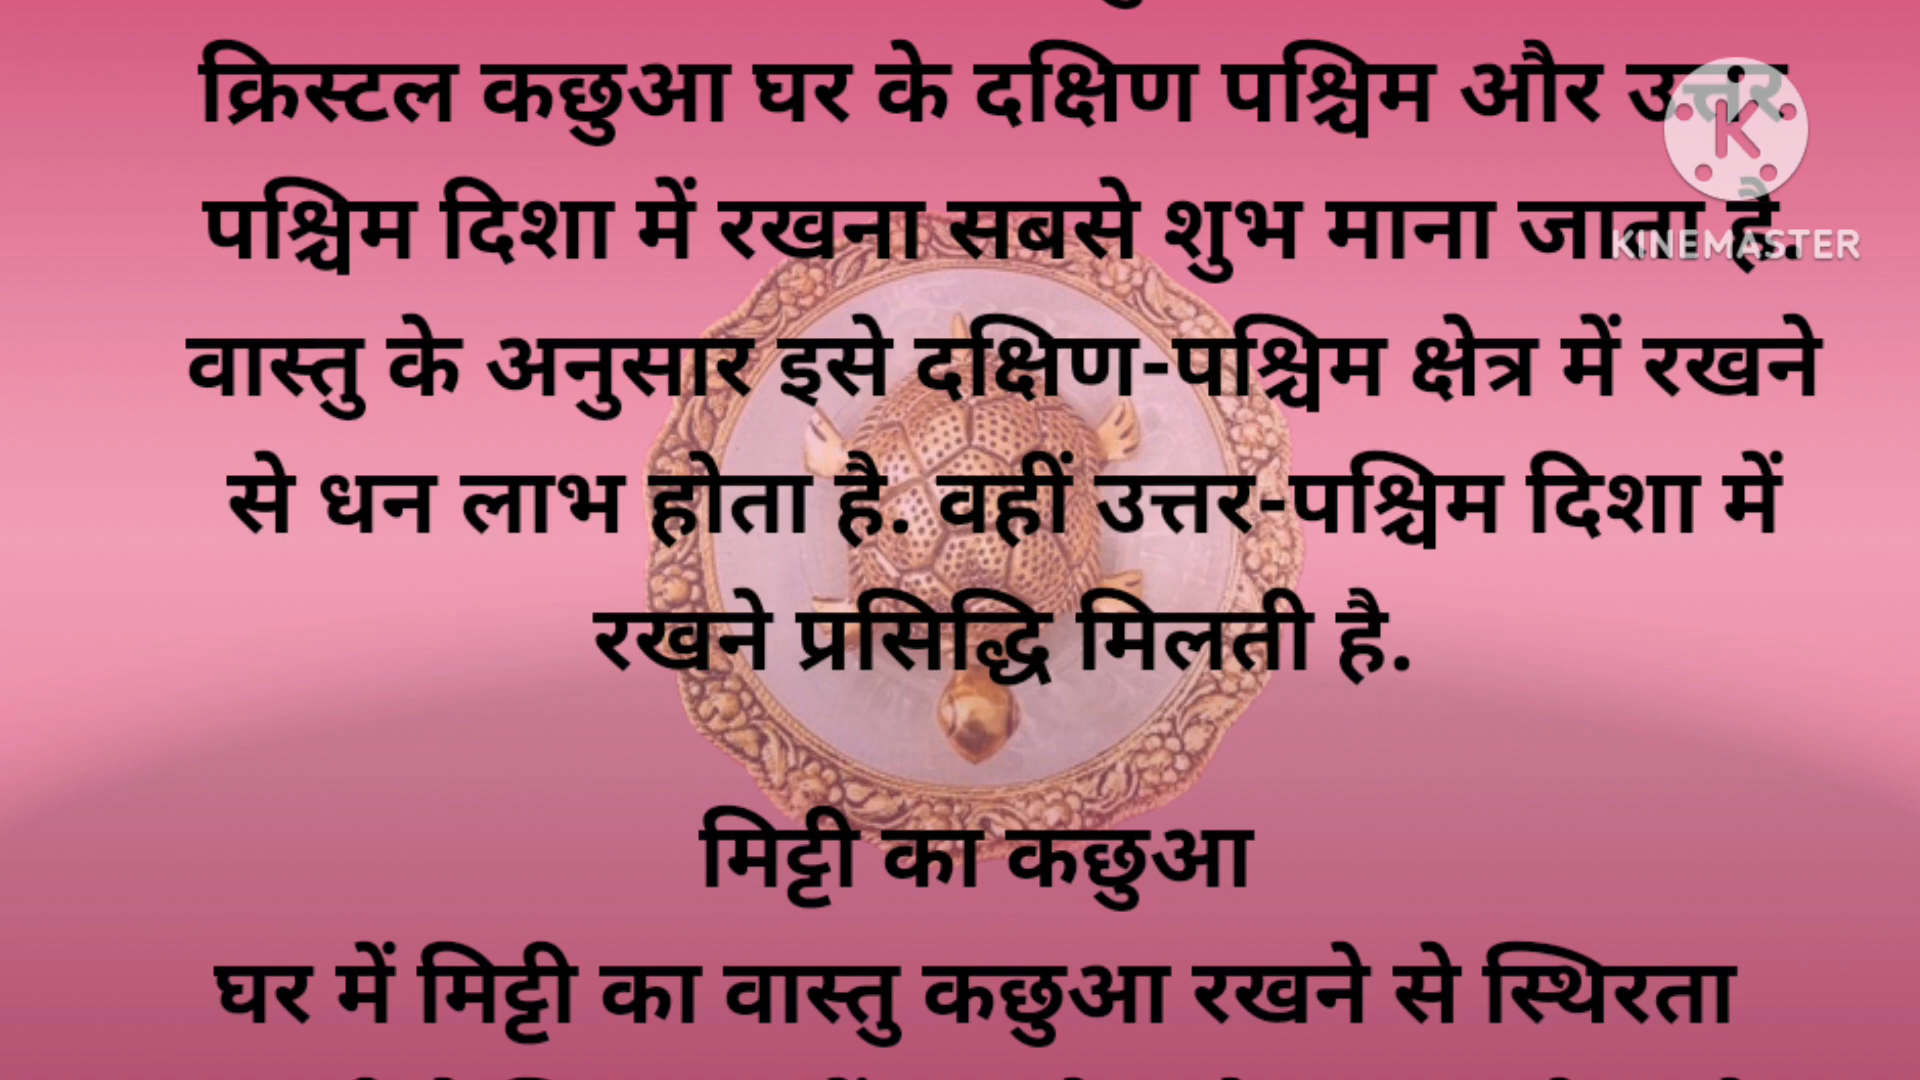 क्रिस्टल कछुआ घर के दक्षिण पश्चिम और उत्तर
पश्चिम दिशा में रखना सबसे शुभ माना जाता है.
KINEMASTER
वास्तु के अनुसार इसे दक्षिण-पश्चिम क्षेत्र में रखने
से धन लाभ होता है. वहीं उत्तर-पश्चिम दिशा में
रखने प्रसिद्धि मिलती है.
मिट्टी का कछुआ
घर में मिट्टी का वास्तु कछुआ रखने से स्थिरता